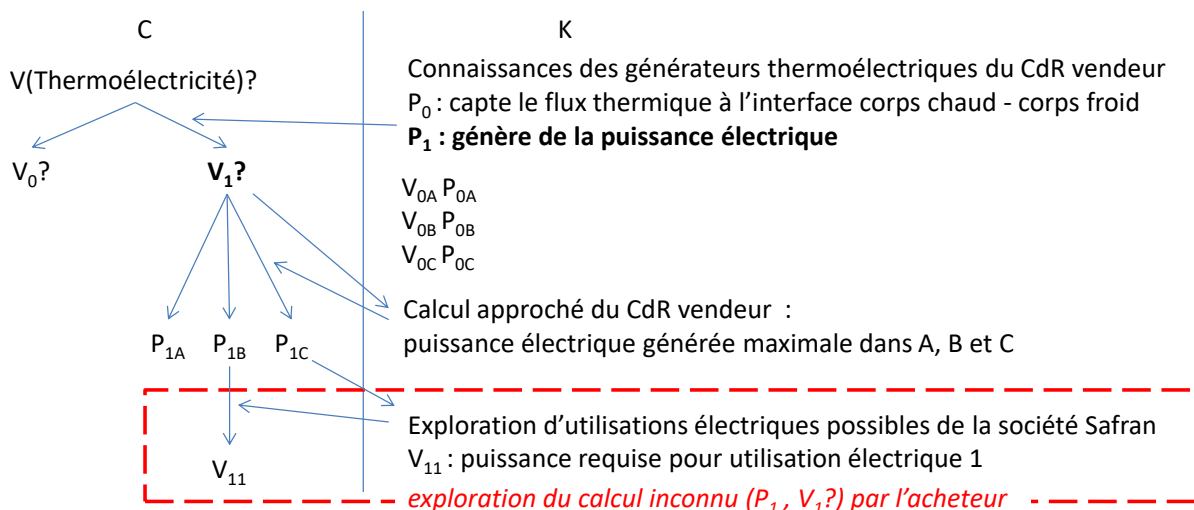 C
K
V(Thermoélectricité)?
Connaissances des générateurs thermoélectriques du CdR vendeur
P0 : capte le flux thermique à l’interface corps chaud - corps froid
P1 : génère de la puissance électrique
V0?
V1?
V0A P0A
V0B P0B
V0C P0C
Calcul approché du CdR vendeur :
puissance électrique générée maximale dans A, B et C
P1A P1B P1C
Exploration d’utilisations électriques possibles de la société Safran
V11 : puissance requise pour utilisation électrique 1
V11
exploration du calcul inconnu (P1 , V1?) par l’acheteur